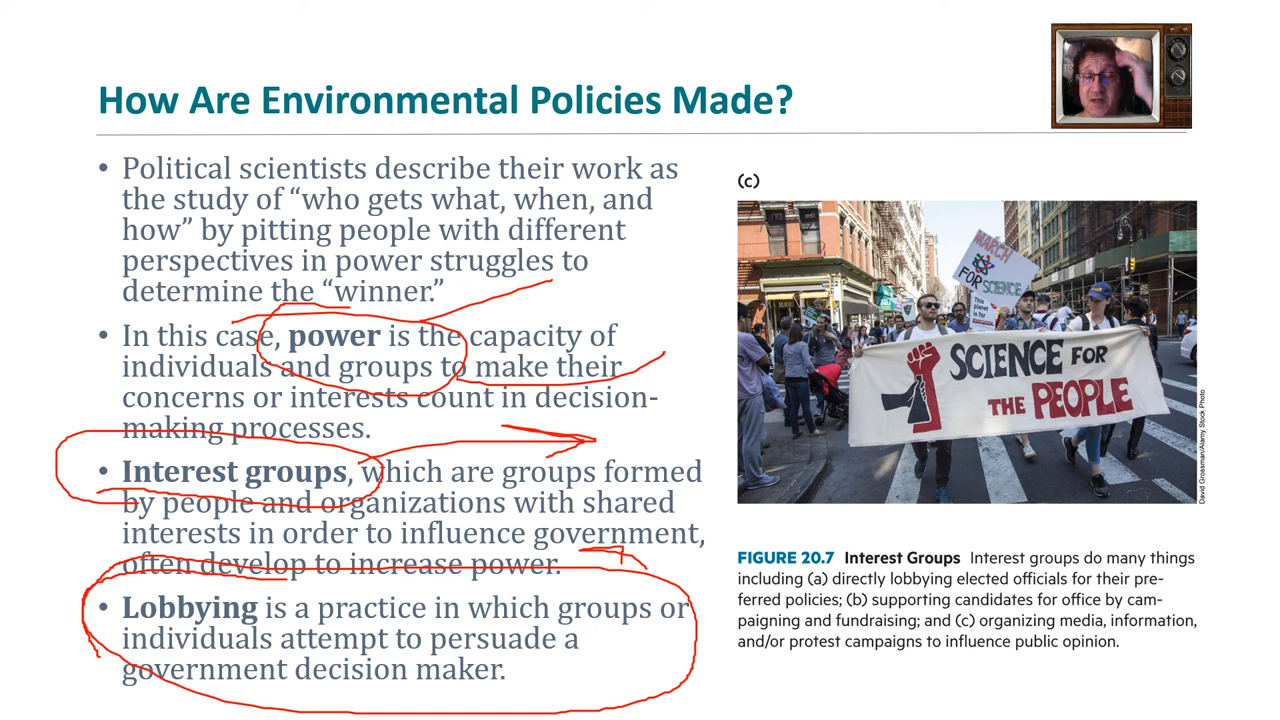 How Are Environmental Policies Made?
• Political scientists describe their work as
the study of “who gets what, when, and
how” by pitting people with different
perspectives in power struggles to
determine the “winner.”
• In this case, power is the capacity of
individuals and groups to make their
concerns or interests count in decision-
making processes.
• Interest groups, which are groups formed
by people and organizations with shared
interests in order to influence government,
often develop to increase power.
• Lobbying is a practice in which groups or
individuals attempt to persuade a
government decision maker.
(c)
MARCH
FOR SCIENCE
This
planet
is for
everyone
SCIENCE FOR
THE PEOPLE
David Grossman/Alamy Stock Photo
FIGURE 20.7 Interest Groups Interest groups do many things
including (a) directly lobbying elected officials for their pre-
ferred policies; (b) supporting candidates for office by cam-
paigning and fundraising; and (c) organizing media, information,
and/or protest campaigns to influence public opinion.